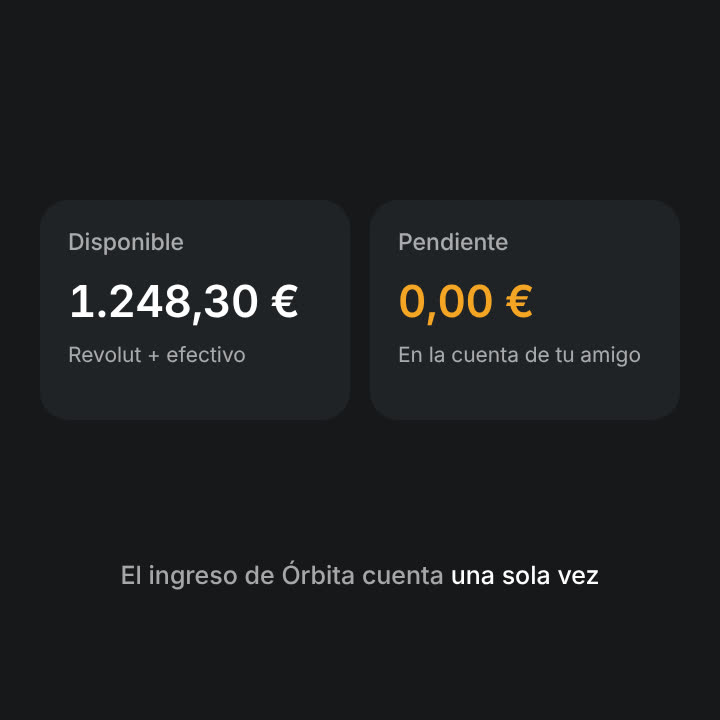 Disponible
1.248,30 €
Revolut + efectivo
Pendiente
0,00 €
En la cuenta de tu amigo
El ingreso de Órbita cuenta una sola vez